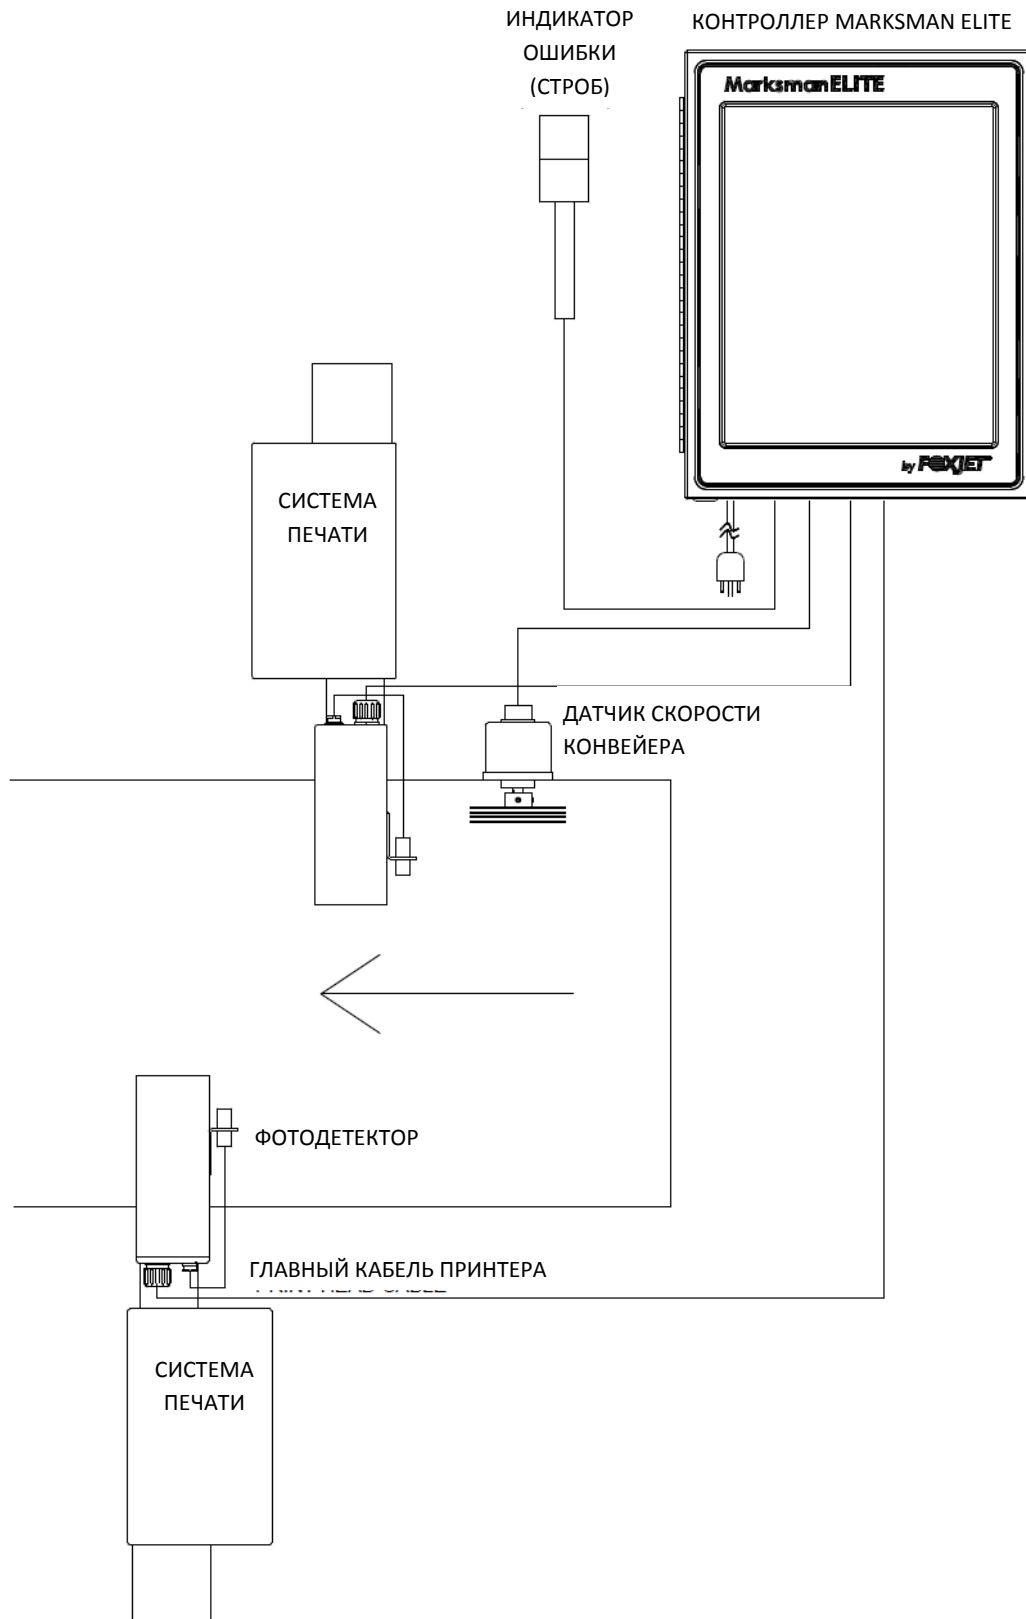 ИНДИКАТОР
ОШИБКИ
(СТРОБ)
КОНТРОЛЛЕР MARKSMAN ELITE
MarksmanELITE
by FOXJET
СИСТЕМА
ПЕЧАТИ
ДАТЧИК СКОРОСТИ
КОНВЕЙЕРА
ФОТОДЕТЕКТОР
ГЛАВНЫЙ КАБЕЛЬ ПРИНТЕРА
СИСТЕМА
ПЕЧАТИ